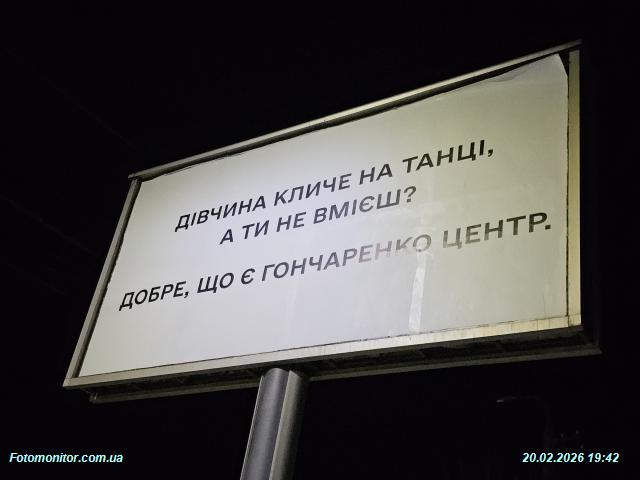 ДІВЧИНА КЛИЧЕ НА ТАНЦІ,
А ТИ НЕ ВМІЄШ?
ДОБРЕ, ЩО Є ГОНЧАРЕНКО ЦЕНТР.
Fotomonitor.com.ua
20.02.2026 19:42